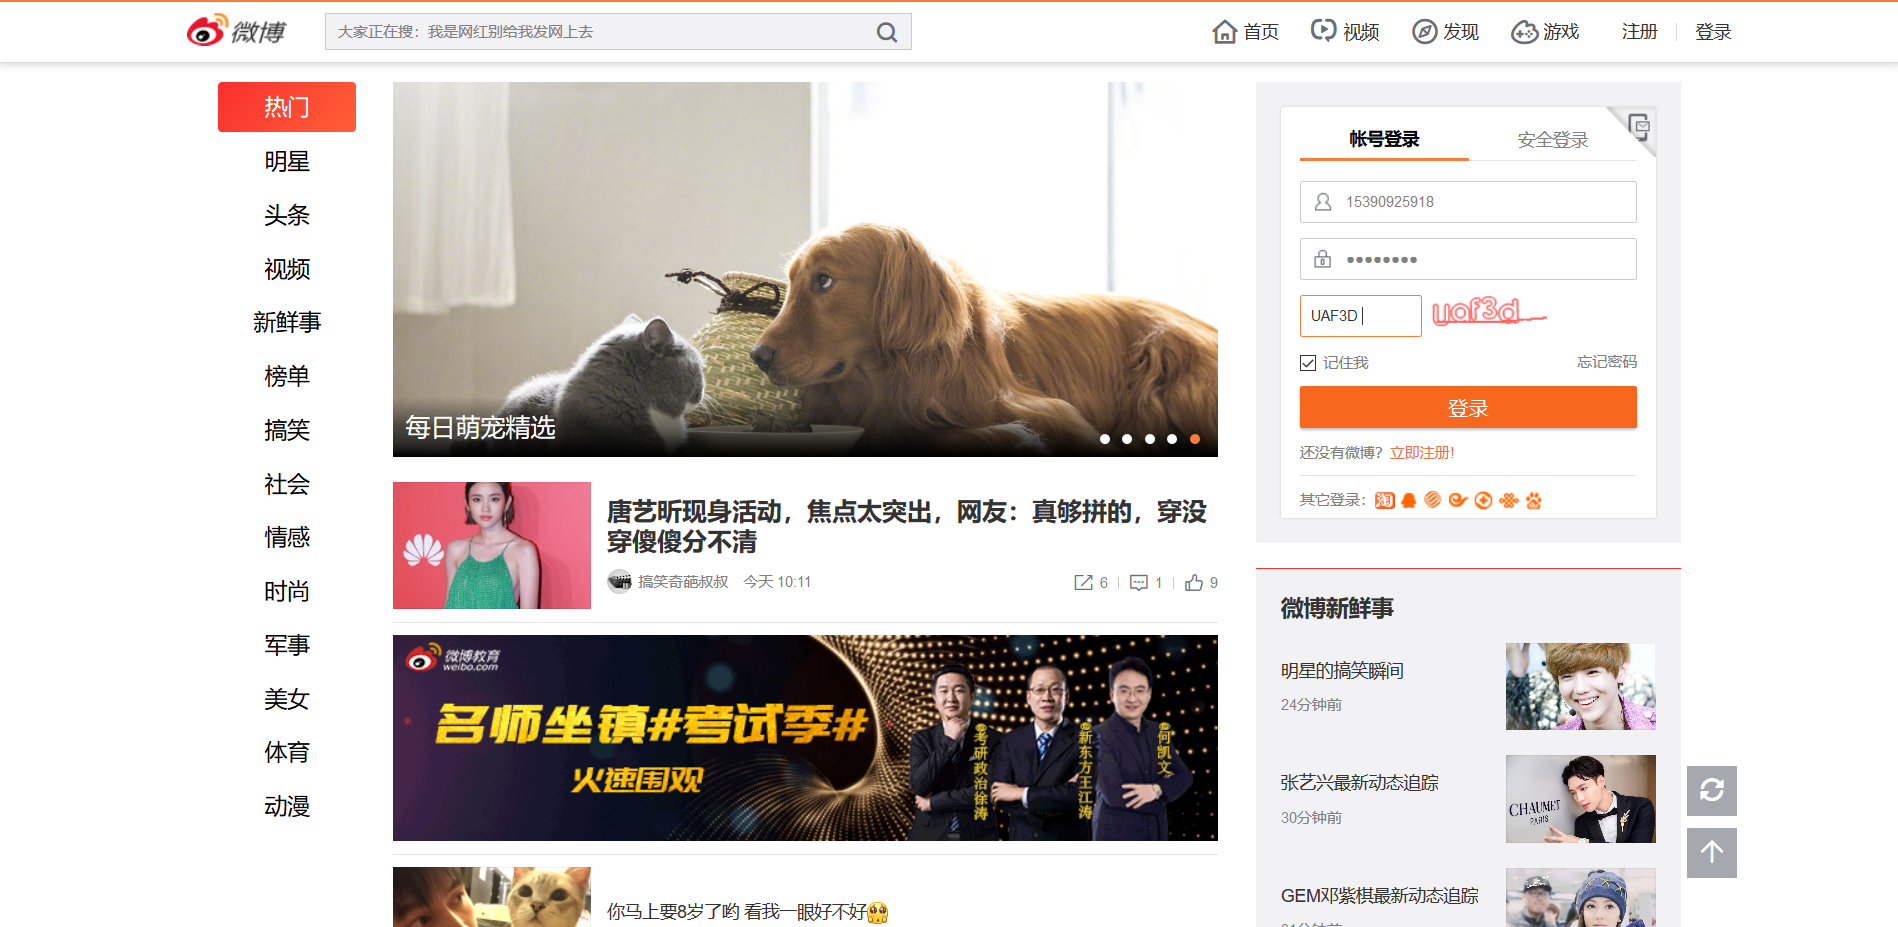 微博
大家正在搜：我是网红别给我发网上去
首页
视频
发现
游戏
注册
登录
热门
明星
头条
视频
新鲜事
榜单
搞笑
社会
情感
时尚
军事
美女
体育
动漫
每日萌宠精选
唐艺昕现身活动，焦点太突出，网友：真够拼的，穿没
穿傻傻分不清
搞笑奇葩叔叔 今天 10:11
6
1
9
微博教育
weibo.com
名师坐镇#考试季#
火速围观
考研政治徐涛
新东方王江涛
何凯文
你马上要8岁了哟 看我一眼好不好
帐号登录
安全登录
15390925918
••••••••
UAF3D
uaf3d
记住我
忘记密码
登录
还没有微博？立即注册!
其它登录：
淘
微博新鲜事
明星的搞笑瞬间
24分钟前
张艺兴最新动态追踪
30分钟前
CHAUMET
PARIS
GEM邓紫棋最新动态追踪